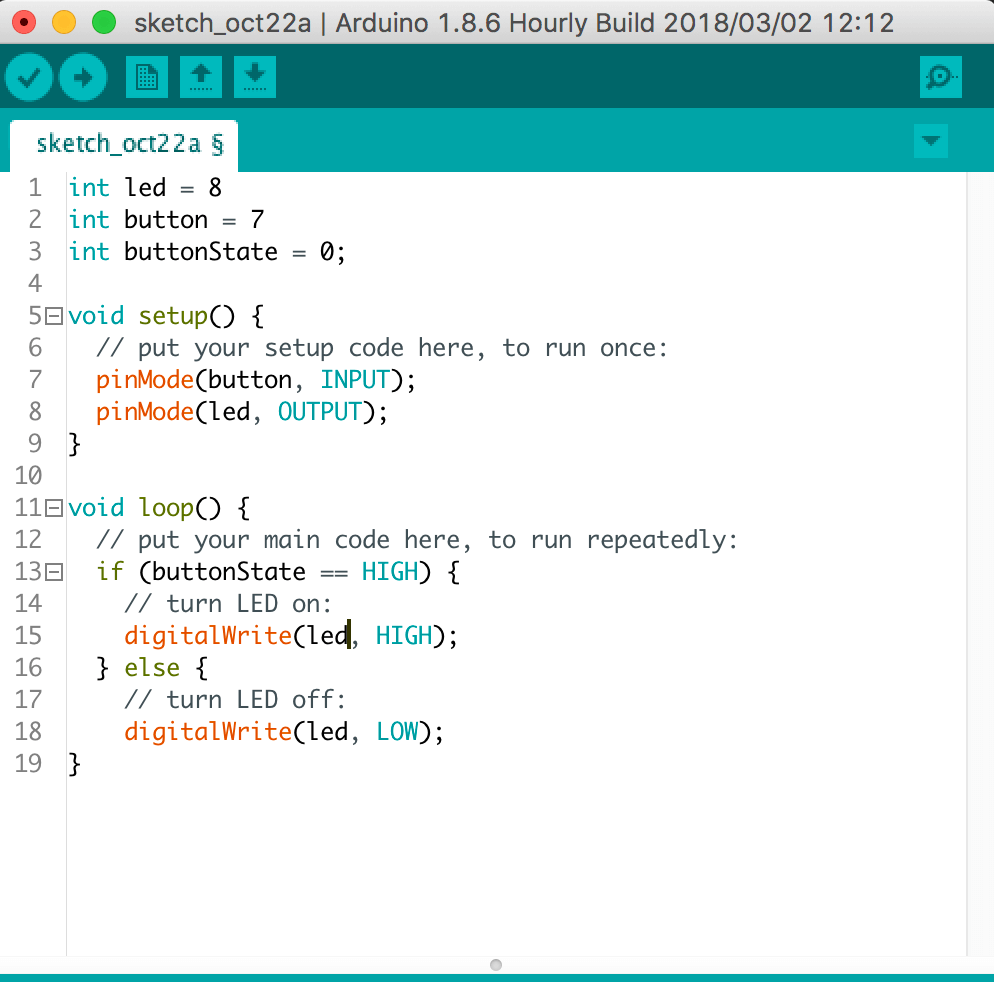 sketch_oct22a | Arduino 1.8.6 Hourly Build 2018/03/02 12:12
sketch_oct22a §
1 int led = 8
2 int button = 7
3 int buttonState = 0;
4
5 void setup() {
6   // put your setup code here, to run once:
7   pinMode(button, INPUT);
8   pinMode(led, OUTPUT);
9 }
10
11 void loop() {
12   // put your main code here, to run repeatedly:
13   if (buttonState == HIGH) {
14     // turn LED on:
15     digitalWrite(led, HIGH);
16   } else {
17     // turn LED off:
18     digitalWrite(led, LOW);
19 }